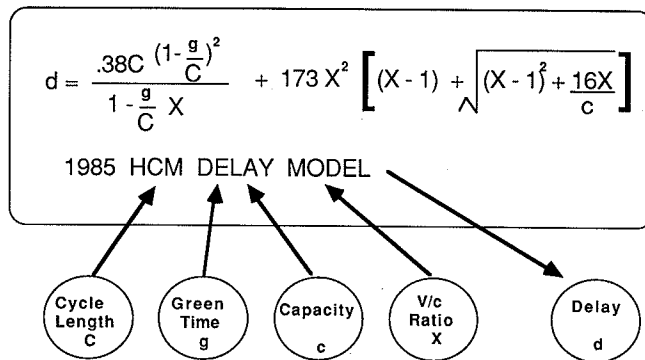 d = .38C (1-g/C)² / 1 - g/C X + 173 X² [(X - 1) + √(X - 1)² + 16X/c]
1985 HCM DELAY MODEL
Cycle
Length
C
Green
Time
g
Capacity
c
V/c
Ratio
X
Delay
d